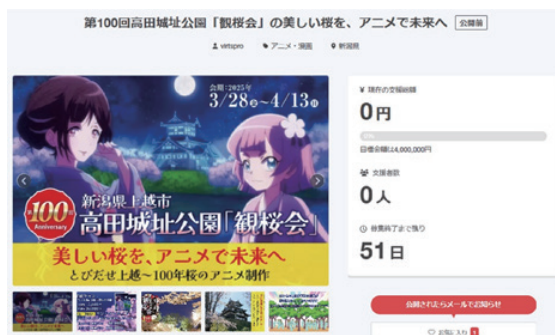 第100回高田城址公園「観桜会」の美しい桜を、アニメで未来へ 公開前
virtspro アニメ・漫画 新潟県
会期:2025年
3/28金~4/13日
第100回
Anniversary
新潟県上越市
高田城址公園「観桜会」
美しい桜を、アニメで未来へ
とびだせ上越~100年桜のアニメ制作
¥ 現在の支援総額
0円
0%
目標金額は4,000,000円
支援者数
0人
募集終了まで残り
51日
公開されたらメールでお知らせ
お気に入り